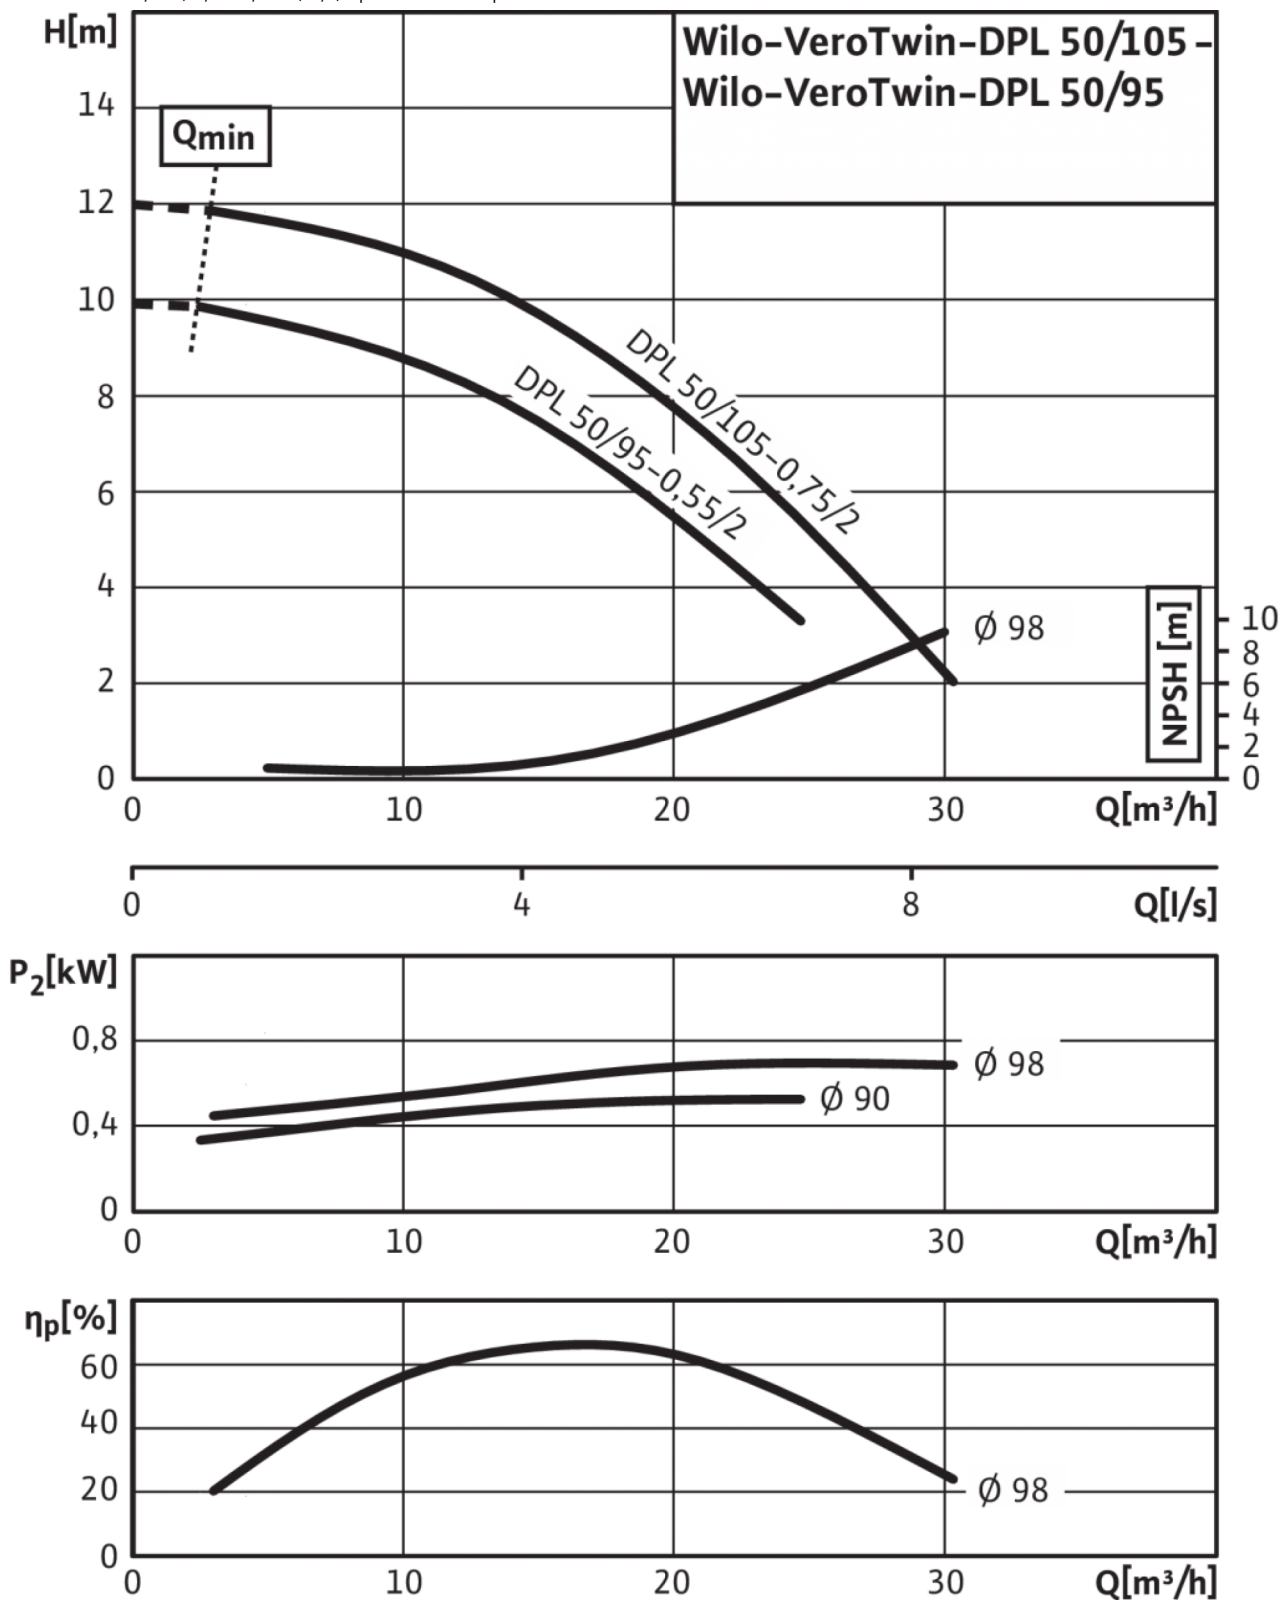 H[m]
Wilo-VeroTwin-DPL 50/105 -
Wilo-VeroTwin-DPL 50/95
14
Qmin
12
10
8
6
4
2
0
DPL 50/105-0,75/2
DPL 50/95-0,55/2
Ø 98
NPSH [m]
10
8
6
4
2
0
0 10 20 30 Q[m³/h]
0 4 8 Q[l/s]
P2[kW]
0,8
0,4
0
Ø 98
Ø 90
0 10 20 30 Q[m³/h]
ηp[%]
60
40
20
0
Ø 98
0 10 20 30 Q[m³/h]